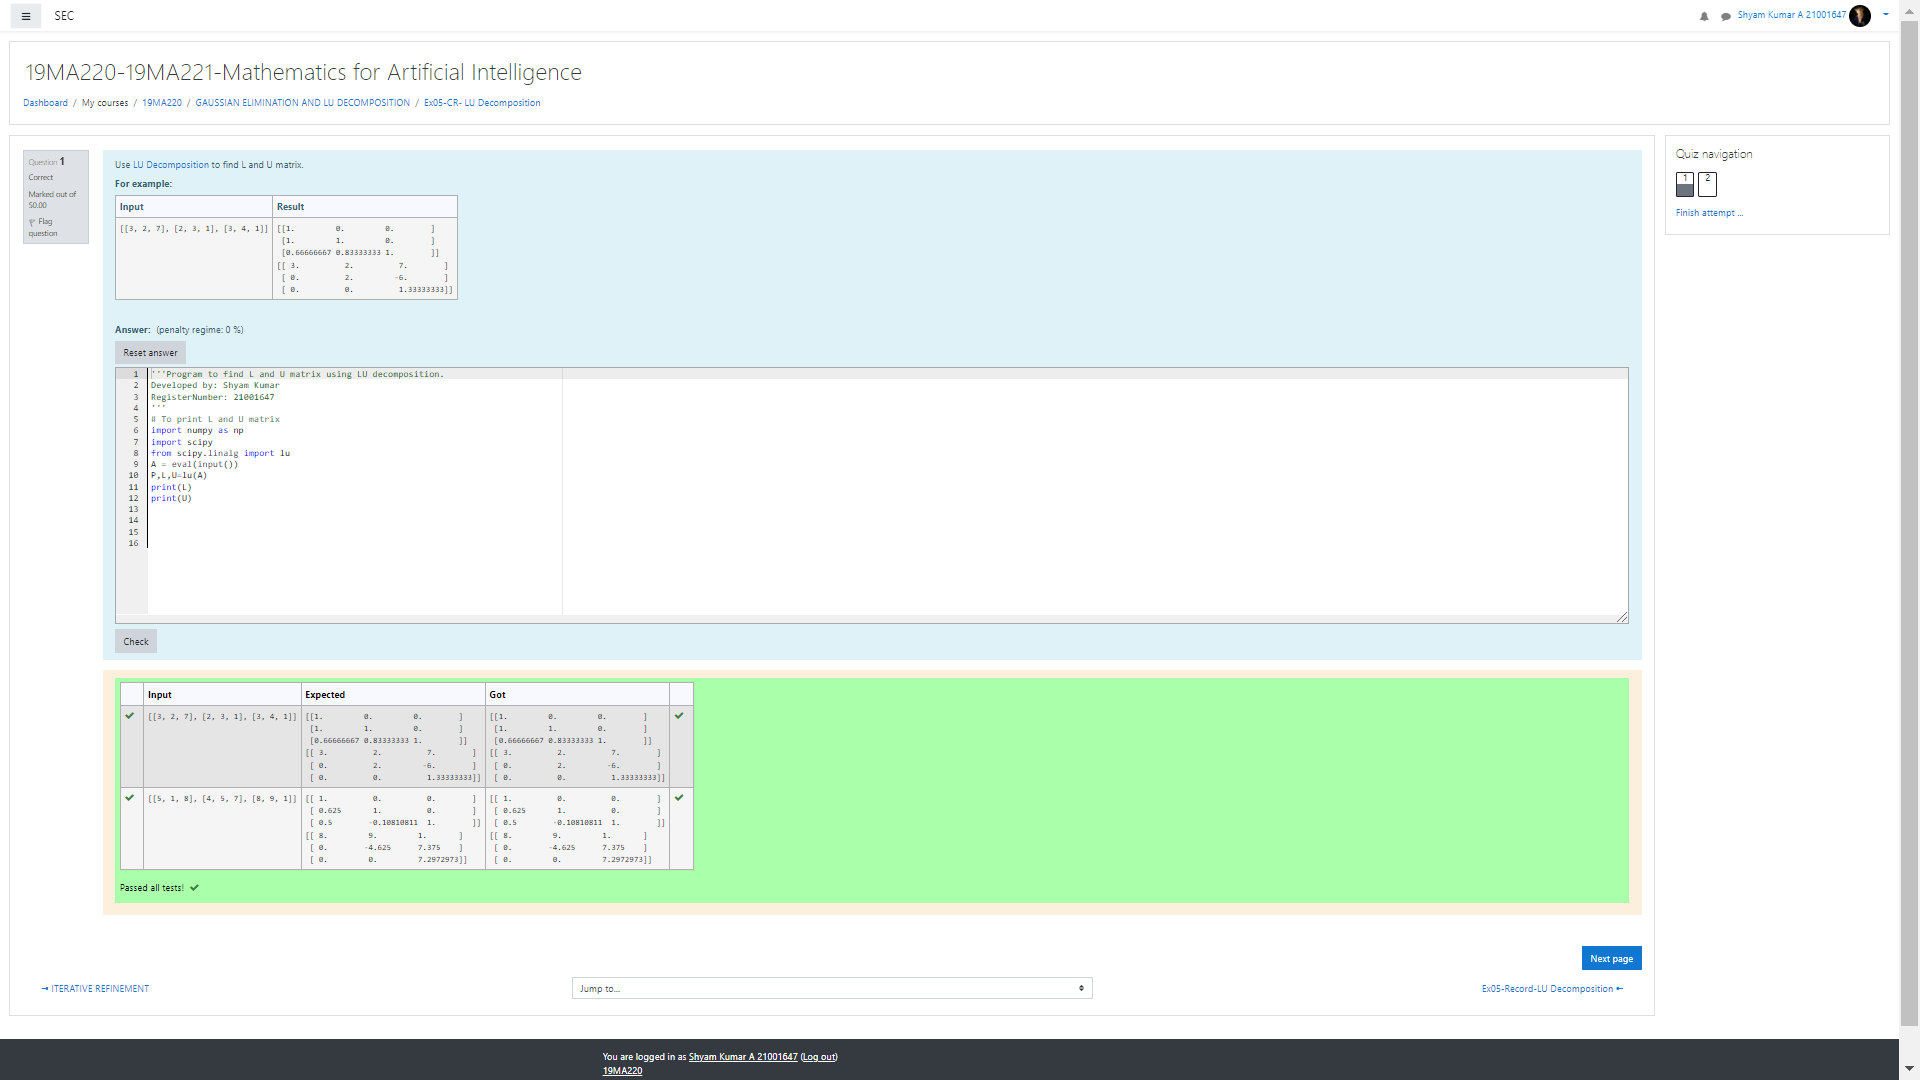 SEC
Shyam Kumar A 21001647
19MA220-19MA221-Mathematics for Artificial Intelligence
Dashboard / My courses / 19MA220 / GAUSSIAN ELIMINATION AND LU DECOMPOSITION / Ex05-CR- LU Decomposition
Question 1
Correct
Marked out of
50.00
Flag
question
Use LU Decomposition to find L and U matrix.
For example:
Input Result
[[3, 2, 7], [2, 3, 1], [3, 4, 1]] [[1. 0. 0. ]
[1. 1. 0. ]
[0.66666667 0.83333333 1. ]]
[[ 3. 2. 7. ]
[ 0. 2. -6. ]
[ 0. 0. 1.33333333]]
Answer: (penalty regime: 0 %)
Reset answer
1 '''Program to find L and U matrix using LU decomposition.
2 Developed by: Shyam Kumar
3 RegisterNumber: 21001647
4 '''
5 # To print L and U matrix
6 import numpy as np
7 import scipy
8 from scipy.linalg import lu
9 A = eval(input())
10 P,L,U=lu(A)
11 print(L)
12 print(U)
13
14
15
16
Check
Input Expected Got
[[3, 2, 7], [2, 3, 1], [3, 4, 1]] [[1. 0. 0. ] [[1. 0. 0. ]
[1. 1. 0. ] [1. 1. 0. ]
[0.66666667 0.83333333 1. ]] [0.66666667 0.83333333 1. ]]
[[ 3. 2. 7. ] [[ 3. 2. 7. ]
[ 0. 2. -6. ] [ 0. 2. -6. ]
[ 0. 0. 1.33333333]] [ 0. 0. 1.33333333]]
[[5, 1, 8], [4, 5, 7], [8, 9, 1]] [[ 1. 0. 0. ] [[ 1. 0. 0. ]
[ 0.625 1. 0. ] [ 0.625 1. 0. ]
[ 0.5 -0.10810811 1. ]] [ 0.5 -0.10810811 1. ]]
[[ 8. 9. 1. ] [[ 8. 9. 1. ]
[ 0. -4.625 7.375 ] [ 0. -4.625 7.375 ]
[ 0. 0. 7.2972973]] [ 0. 0. 7.2972973]]
Passed all tests!
Next page
→ ITERATIVE REFINEMENT
Jump to...
Ex05-Record-LU Decomposition ←
Quiz navigation
1 2
Finish attempt ...
You are logged in as Shyam Kumar A 21001647 (Log out)
19MA220